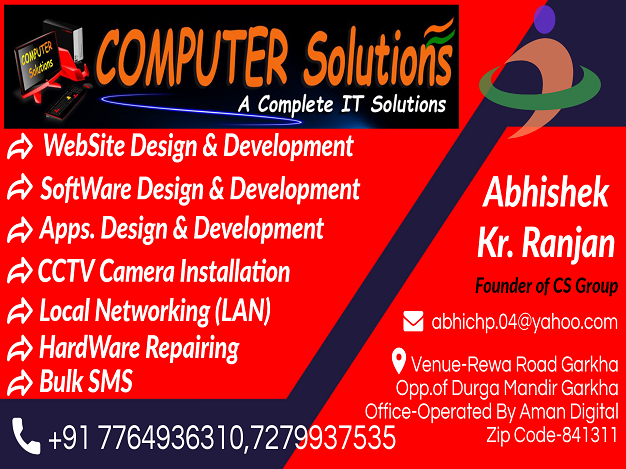 COMPUTER
Solutions
COMPUTER Solutions
A Complete IT Solutions
WebSite Design & Development
SoftWare Design & Development
Apps. Design & Development
CCTV Camera Installation
Local Networking (LAN)
HardWare Repairing
Bulk SMS
+91 7764936310,7279937535
Abhishek
Kr. Ranjan
Founder of CS Group
abhichp.04@yahoo.com
Venue-Rewa Road Garkha
Opp.of Durga Mandir Garkha
Office-Operated By Aman Digital
Zip Code-841311